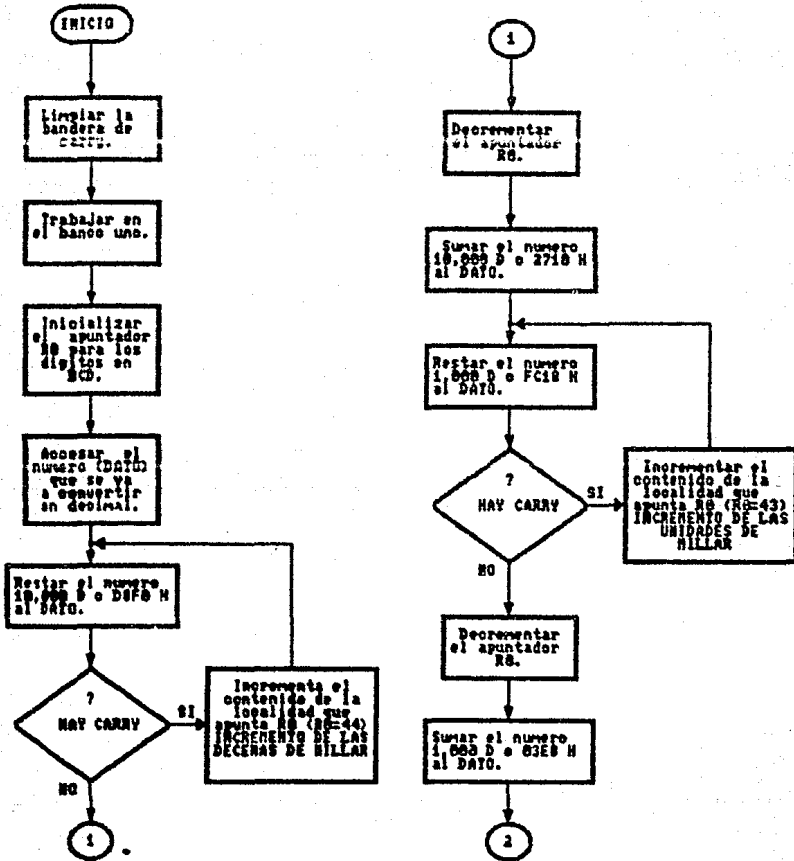 INICIO
Limpiar la
bandera de
carry.
Trabajar en
el banco uno.
Inicializar
el apuntador
R0 para los
digitos en
BCD.
Accesar el
numero (DATO)
que se va
a convertir
en decimal.
Restar el numero
10,000 D o D8F0 H
al DATO.
?
HAY CARRY
SI
NO
Incrementa el
contenido de la
localidad que
apunta R0 (R0=44)
INCREMENTO DE LAS
DECENAS DE MILLAR
1
1
Decrementar
el apuntador
R0.
Sumar el numero
10,000 D o 2710 H
al DATO.
Restar el numero
1,000 D o FC18 H
al DATO.
?
HAY CARRY
SI
NO
Incrementar el
contenido de la
localidad que
apunta R0 (R0=43)
INCREMENTO DE LAS
UNIDADES DE
MILLAR
Decrementar
el apuntador
R0.
Sumar el numero
1,000 D o 03E8 H
al DATO.
2